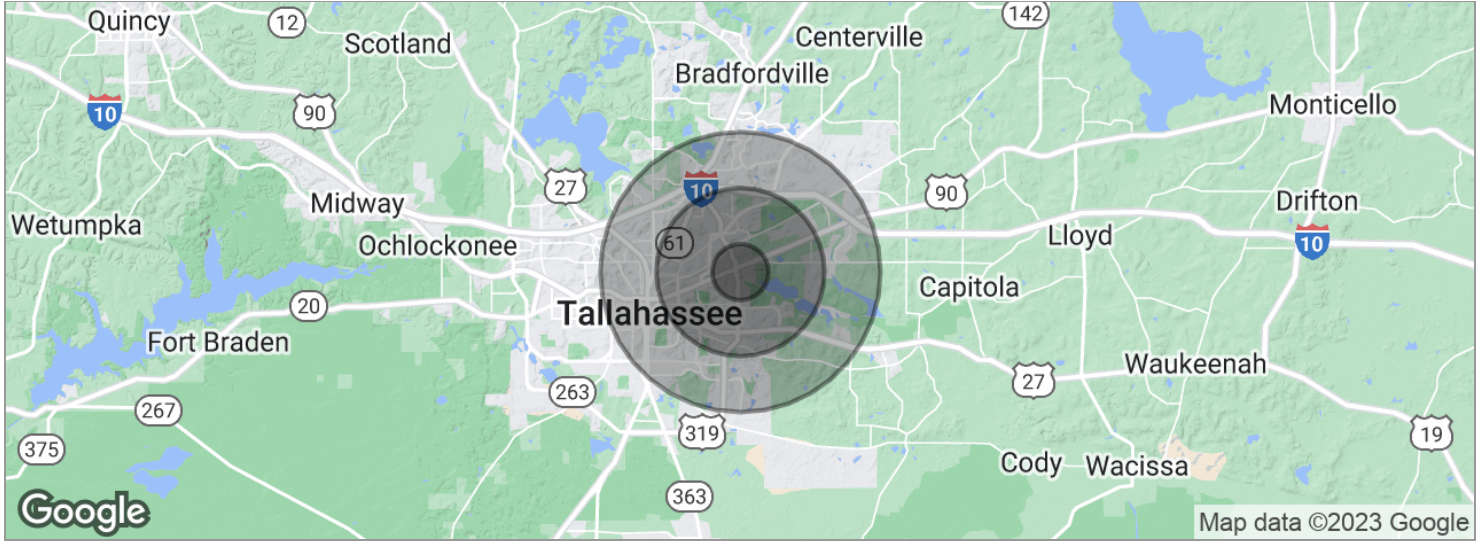 Quincy
12
142
Scotland
Centerville
Bradfordville
10
90
Monticello
27
10
90
Midway
Drifton
Wetumpka
Ochlockonee
61
Lloyd
10
Capitola
20
Tallahassee
Fort Braden
Waukeenah
27
263
267
319
19
375
Cody
Wacissa
363
Google
Map data ©2023 Google